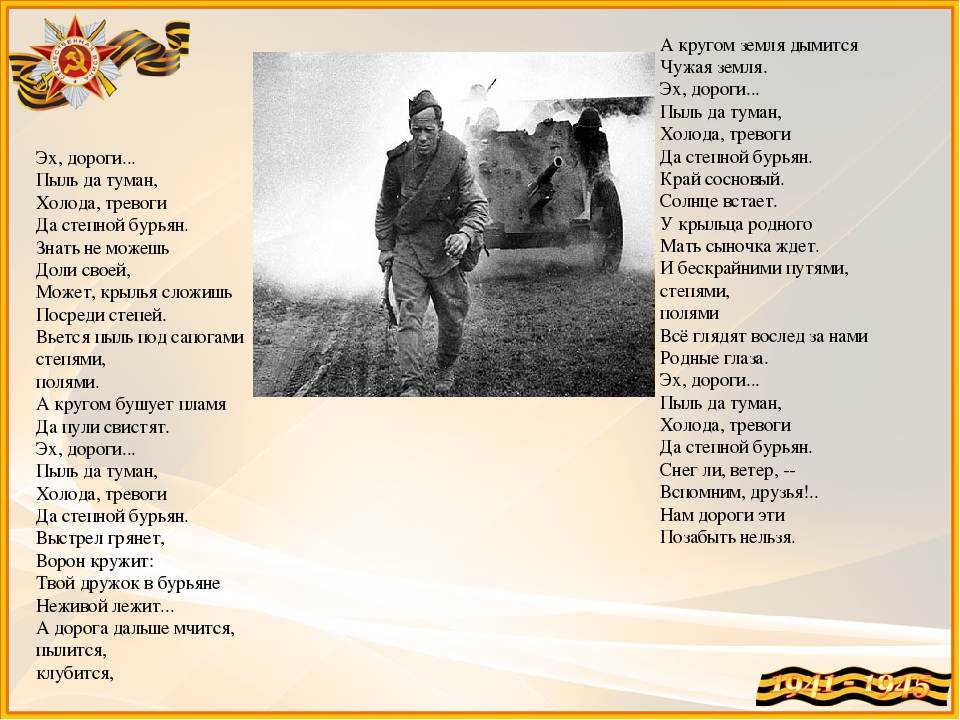 ОТЕЧЕСТВЕННАЯ ВОЙНА
Эх, дороги...
Пыль да туман,
Холода, тревоги
Да степной бурьян.
Знать не можешь
Доли своей,
Может, крылья сложишь
Посреди степей.
Вьется пыль под сапогами
степями,
полями.
А кругом бушует пламя
Да пули свистят.
Эх, дороги...
Пыль да туман,
Холода, тревоги
Да степной бурьян.
Выстрел грянет,
Ворон кружит:
Твой дружок в бурьяне
Неживой лежит...
А дорога дальше мчится,
пылится,
клубится,
А кругом земля дымится
Чужая земля.
Эх, дороги...
Пыль да туман,
Холода, тревоги
Да степной бурьян.
Край сосновый.
Солнце встает.
У крыльца родного
Мать сыночка ждет.
И бескрайними путями,
степями,
полями
Всё глядят вослед за нами
Родные глаза.
Эх, дороги...
Пыль да туман,
Холода, тревоги
Да степной бурьян.
Снег ли, ветер, --
Вспомним, друзья!..
Нам дороги эти
Позабыть нельзя.
1941 - 1945